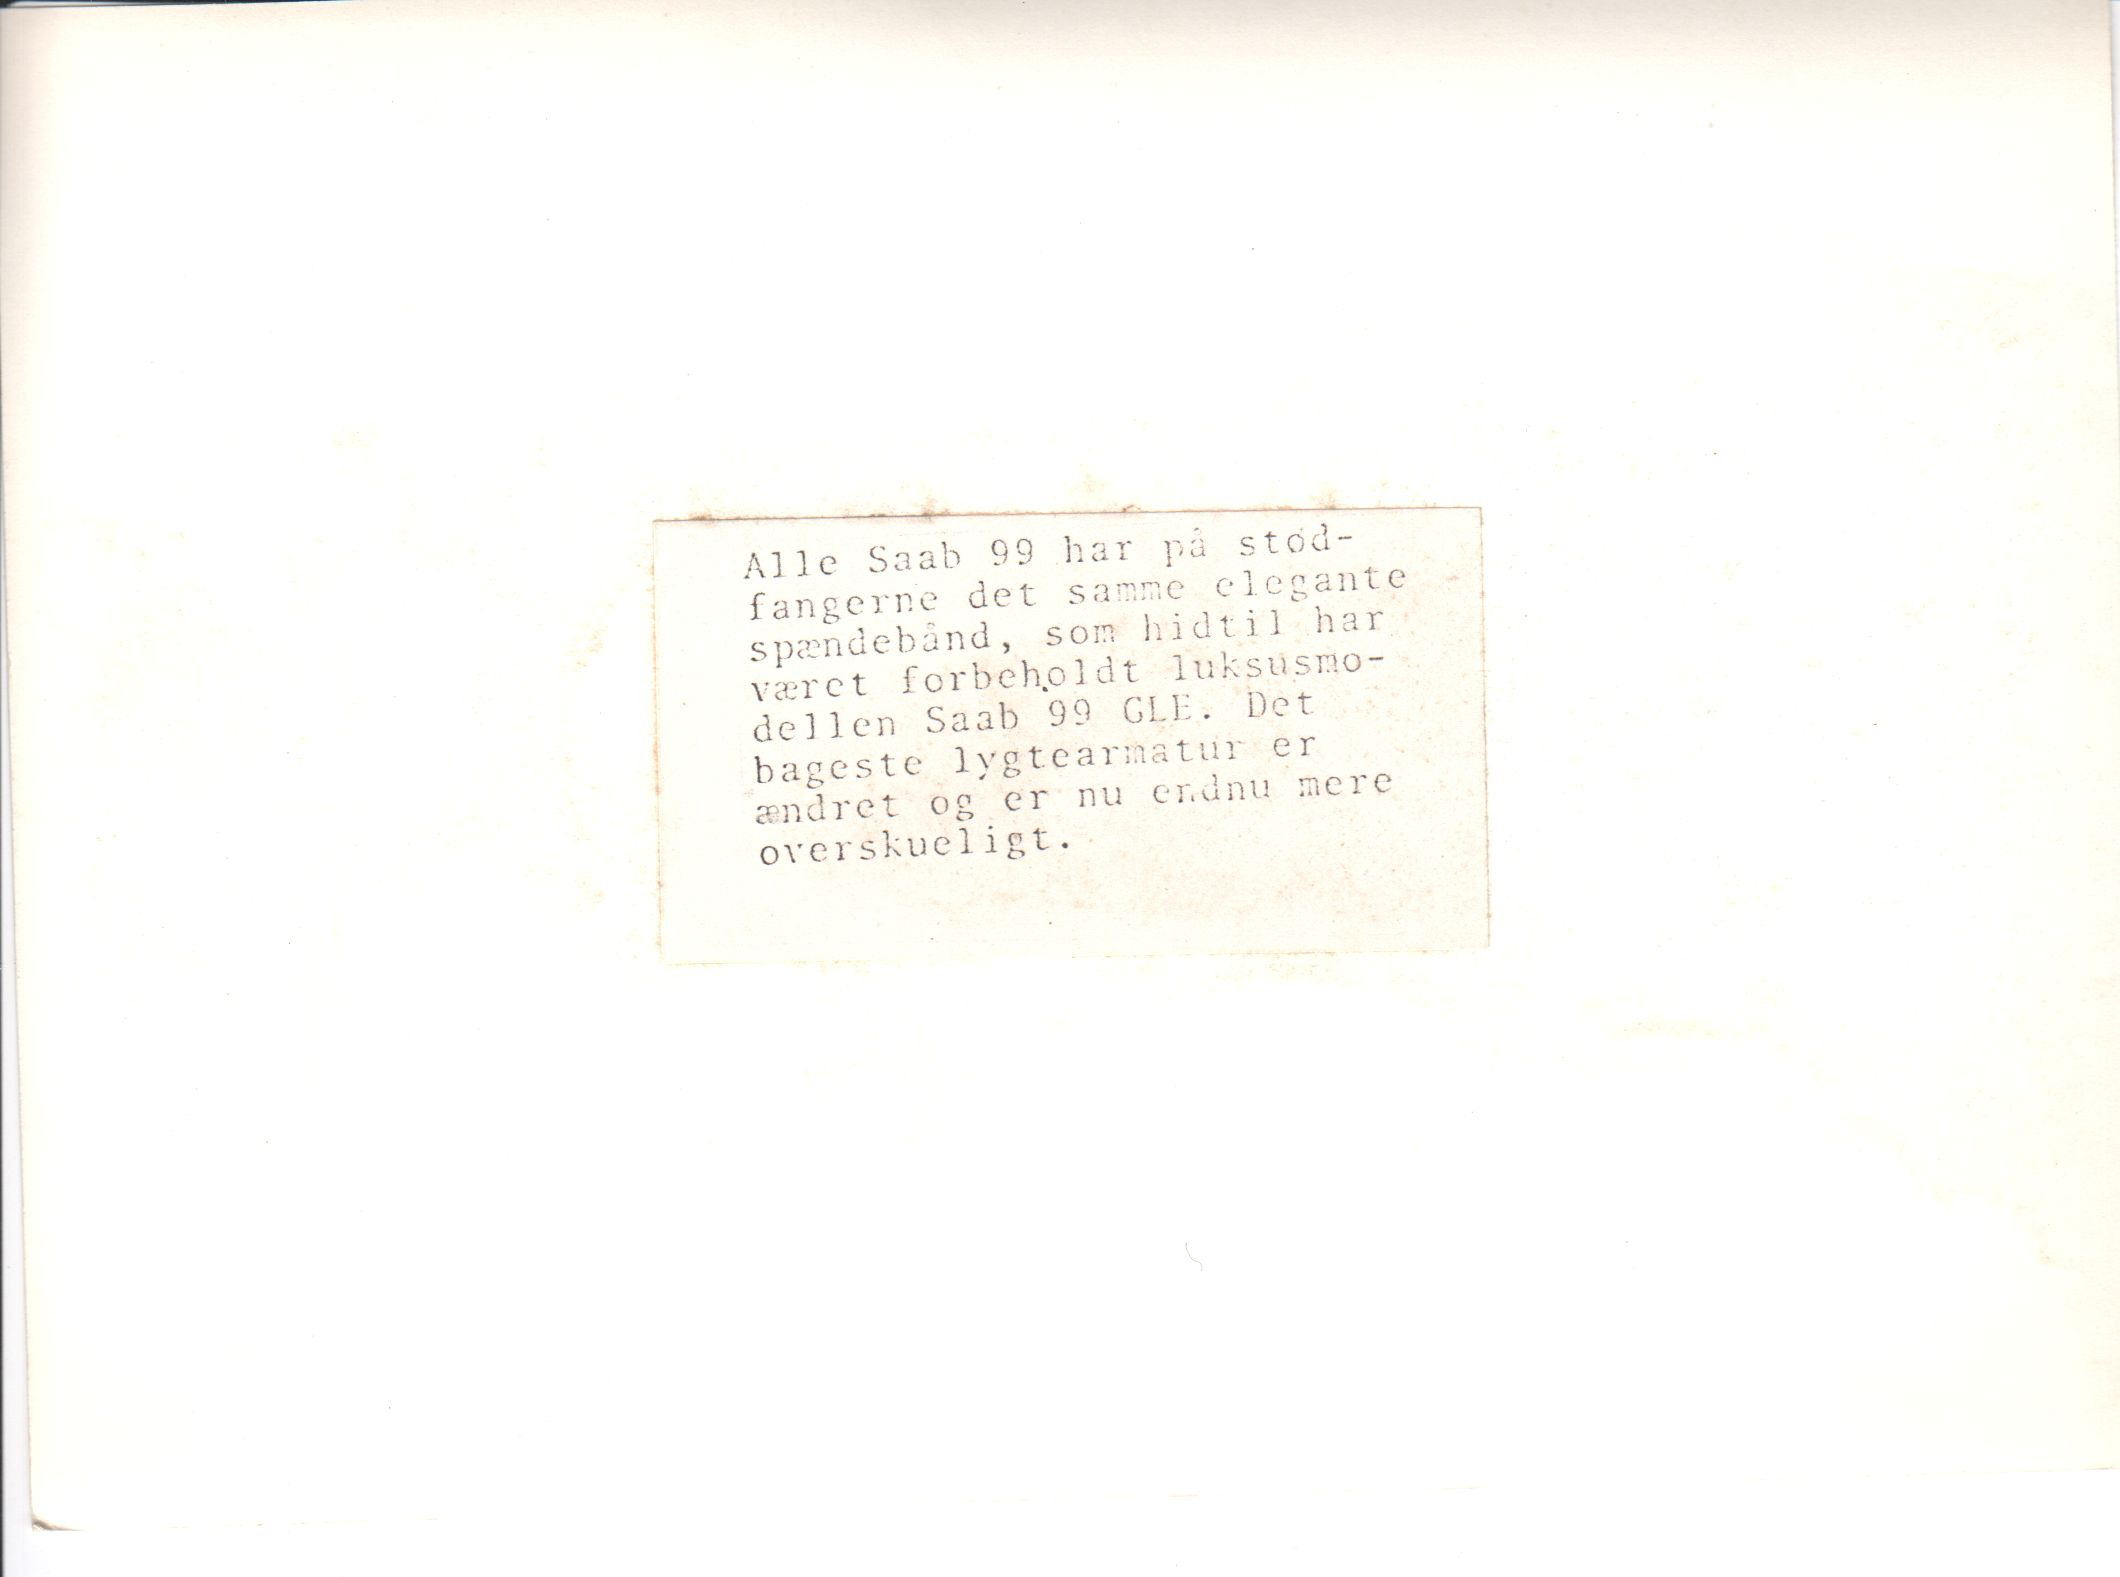 Alle Saab 99 har på stød-
fangerne det samme elegante
spændebånd, som hidtil har
været forbeholdt luksusmo-
dellen Saab 99 GLE. Det
bageste lygtearmatur er
ændret og er nu endnu mere
overskueligt.